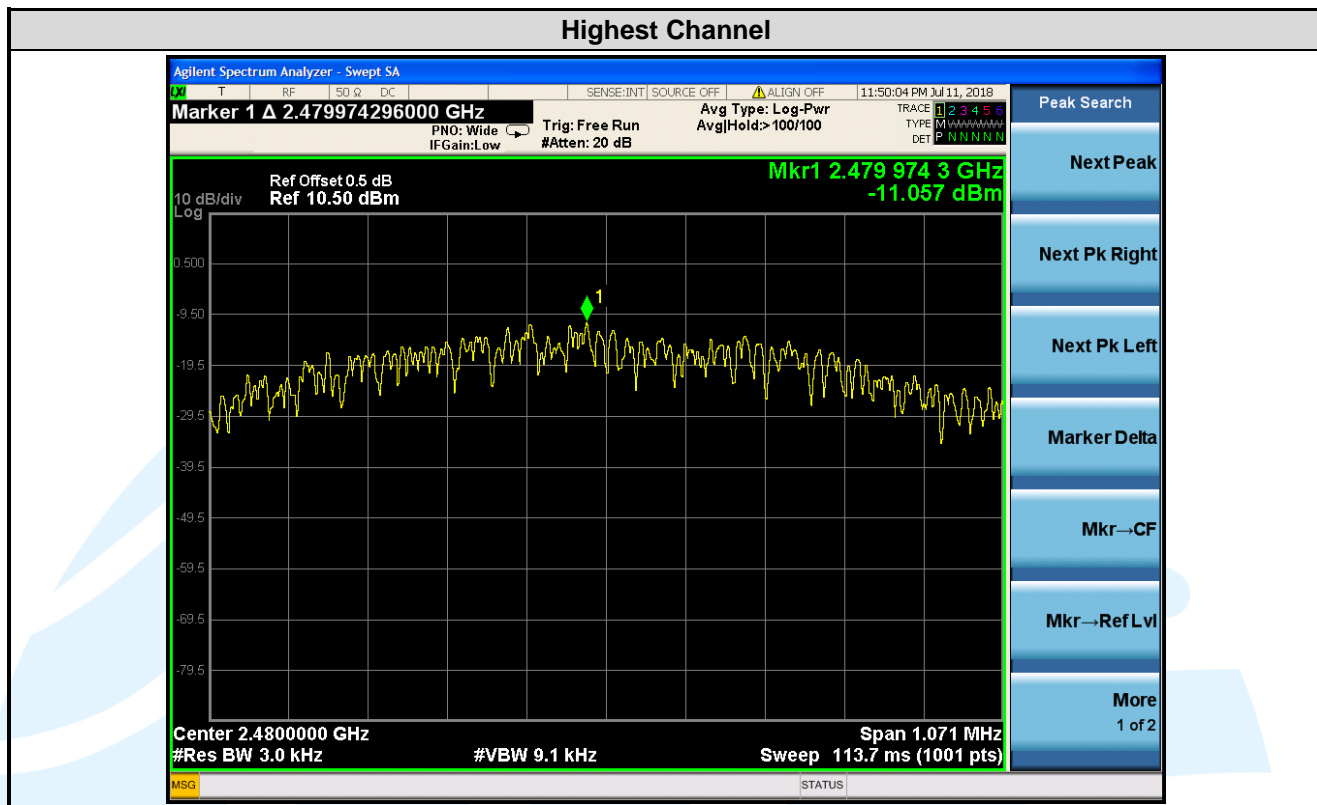 Highest Channel
Agilent Spectrum Analyzer - Swept SA
LXI T RF 50 Ω DC SENSE:INT SOURCE OFF ALIGN OFF 11:50:04 PM Jul 11, 2018
Marker 1 Δ 2.479974296000 GHz
PNO: Wide
IFGain:Low
Trig: Free Run
#Atten: 20 dB
Avg Type: Log-Pwr
Avg|Hold:>100/100
TRACE 1 2 3 4 5 6
TYPE M WWWWW
DET P N N N N N
Mkr1 2.479 974 3 GHz
-11.057 dBm
Ref Offset 0.5 dB
10 dB/div Ref 10.50 dBm
Log
0.500
1
-9.50
-19.5
-29.5
-39.5
-49.5
-59.5
-69.5
-79.5
Center 2.4800000 GHz Span 1.071 MHz
#Res BW 3.0 kHz #VBW 9.1 kHz Sweep 113.7 ms (1001 pts)
MSG STATUS
Peak Search
Next Peak
Next Pk Right
Next Pk Left
Marker Delta
Mkr→CF
Mkr→Ref Lvl
More
1 of 2